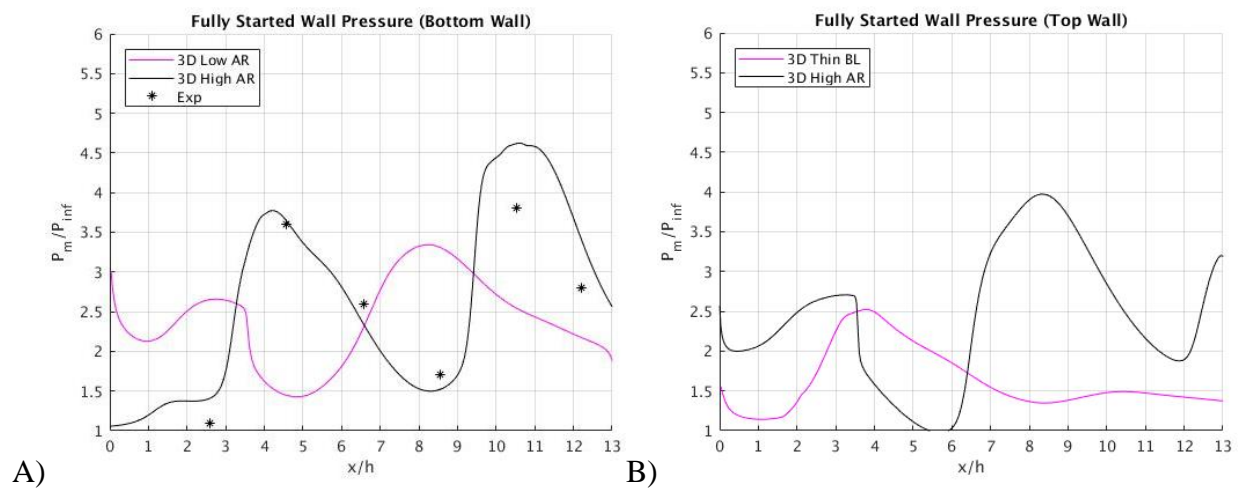 Fully Started Wall Pressure (Bottom Wall)
6
5.5
5
4.5
4
3.5
3
2.5
2
1.5
1
P_m/P_inf
3D Low AR
3D High AR
Exp
0 1 2 3 4 5 6 7 8 9 10 11 12 13
x/h
A)
Fully Started Wall Pressure (Top Wall)
6
5.5
5
4.5
4
3.5
3
2.5
2
1.5
1
P_m/P_inf
3D Thin BL
3D High AR
0 1 2 3 4 5 6 7 8 9 10 11 12 13
x/h
B)